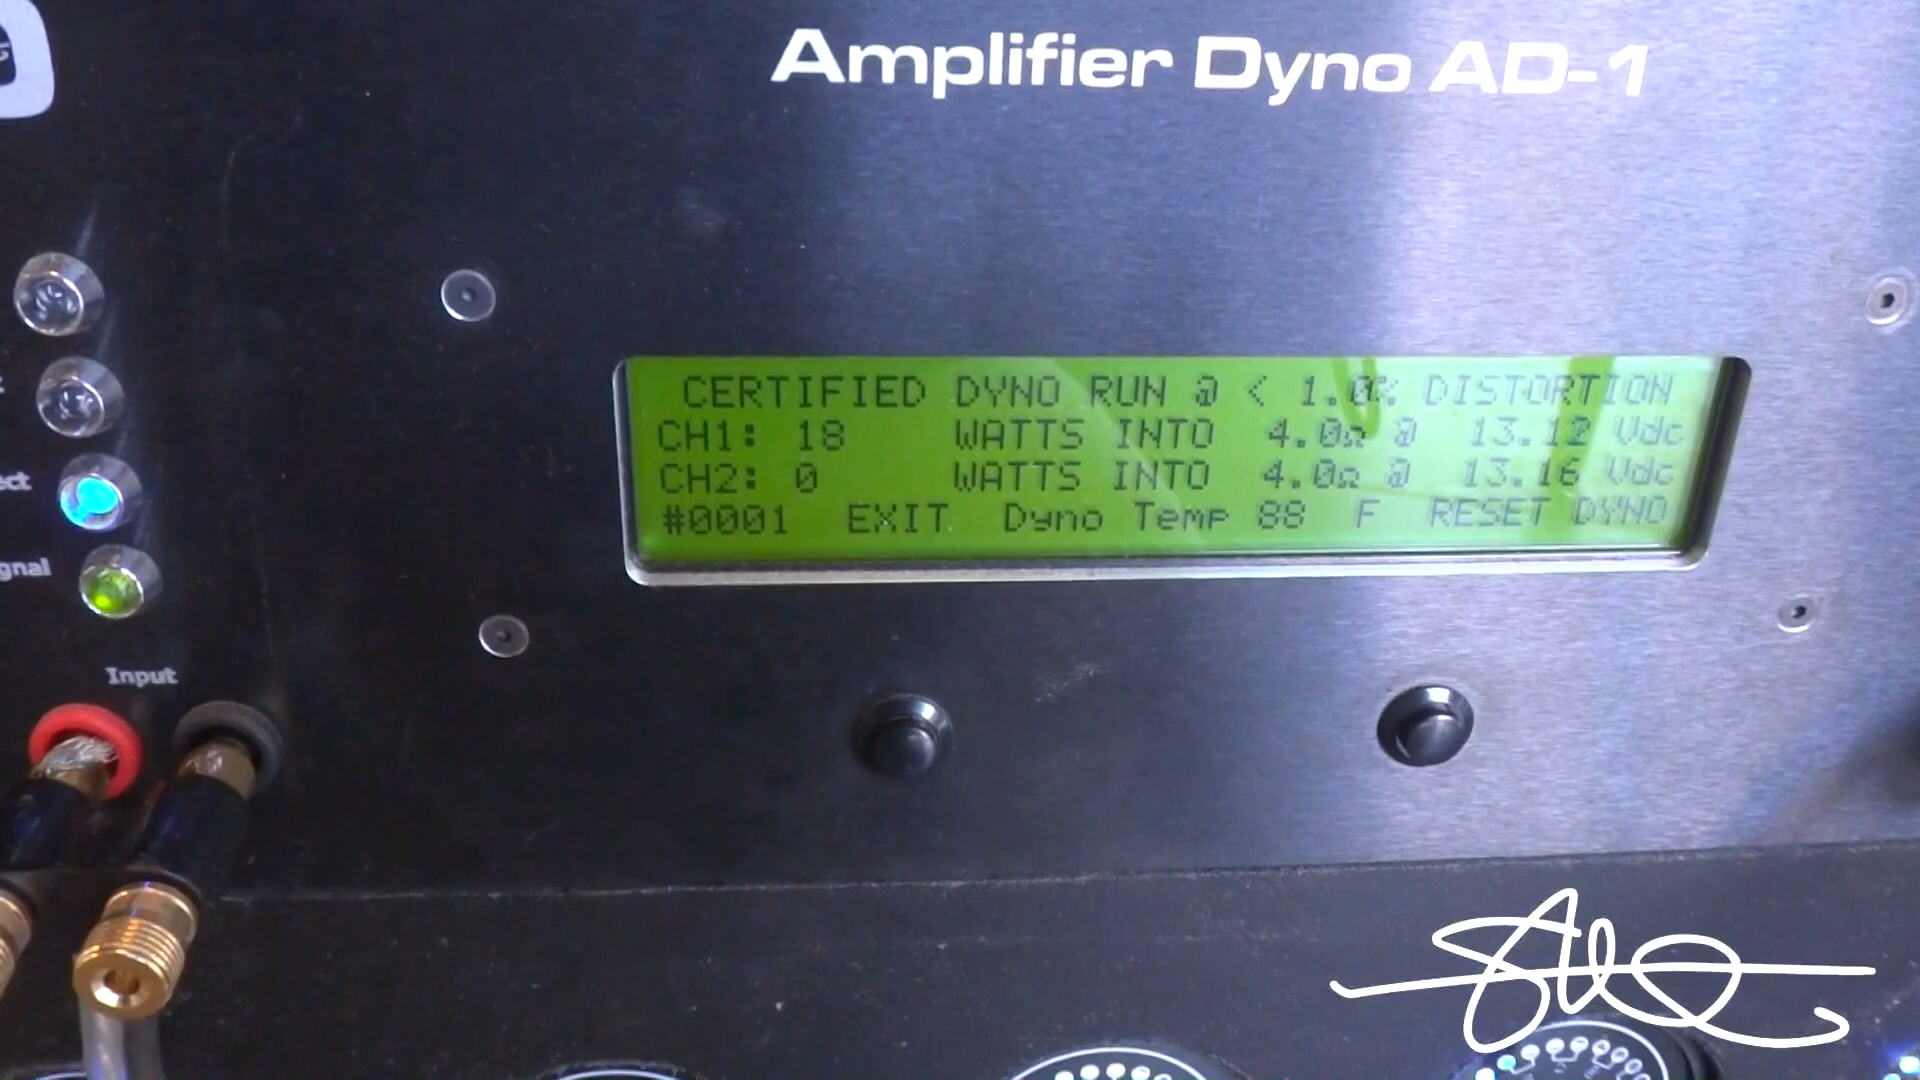 Amplifier Dyno AD-1
CERTIFIED DYNO RUN @ < 1.0% DISTORTION
CH1: 18 WATTS INTO 4.0Ω @ 13.12 Vdc
CH2: 0 WATTS INTO 4.0Ω @ 13.16 Vdc
#0001 EXIT Dyno Temp 88 F RESET DYNO
Input